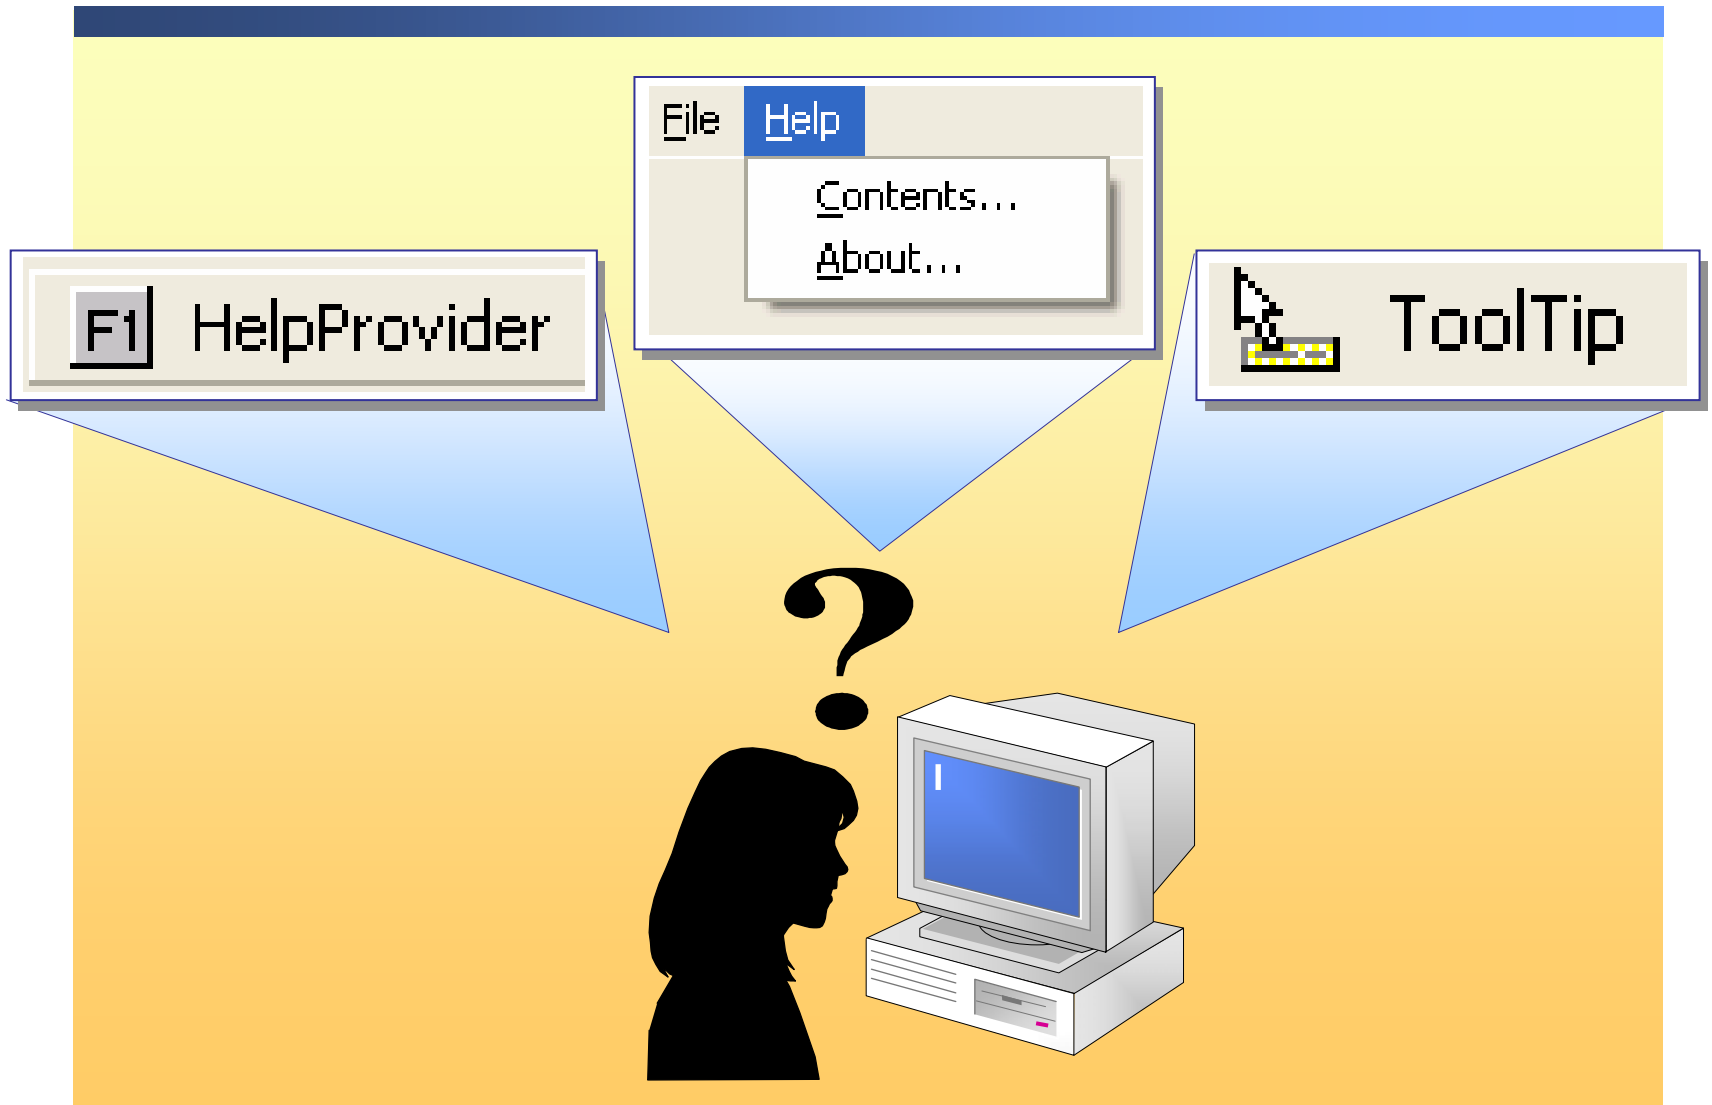 File Help
Contents...
About...
F1 HelpProvider
ToolTip
?